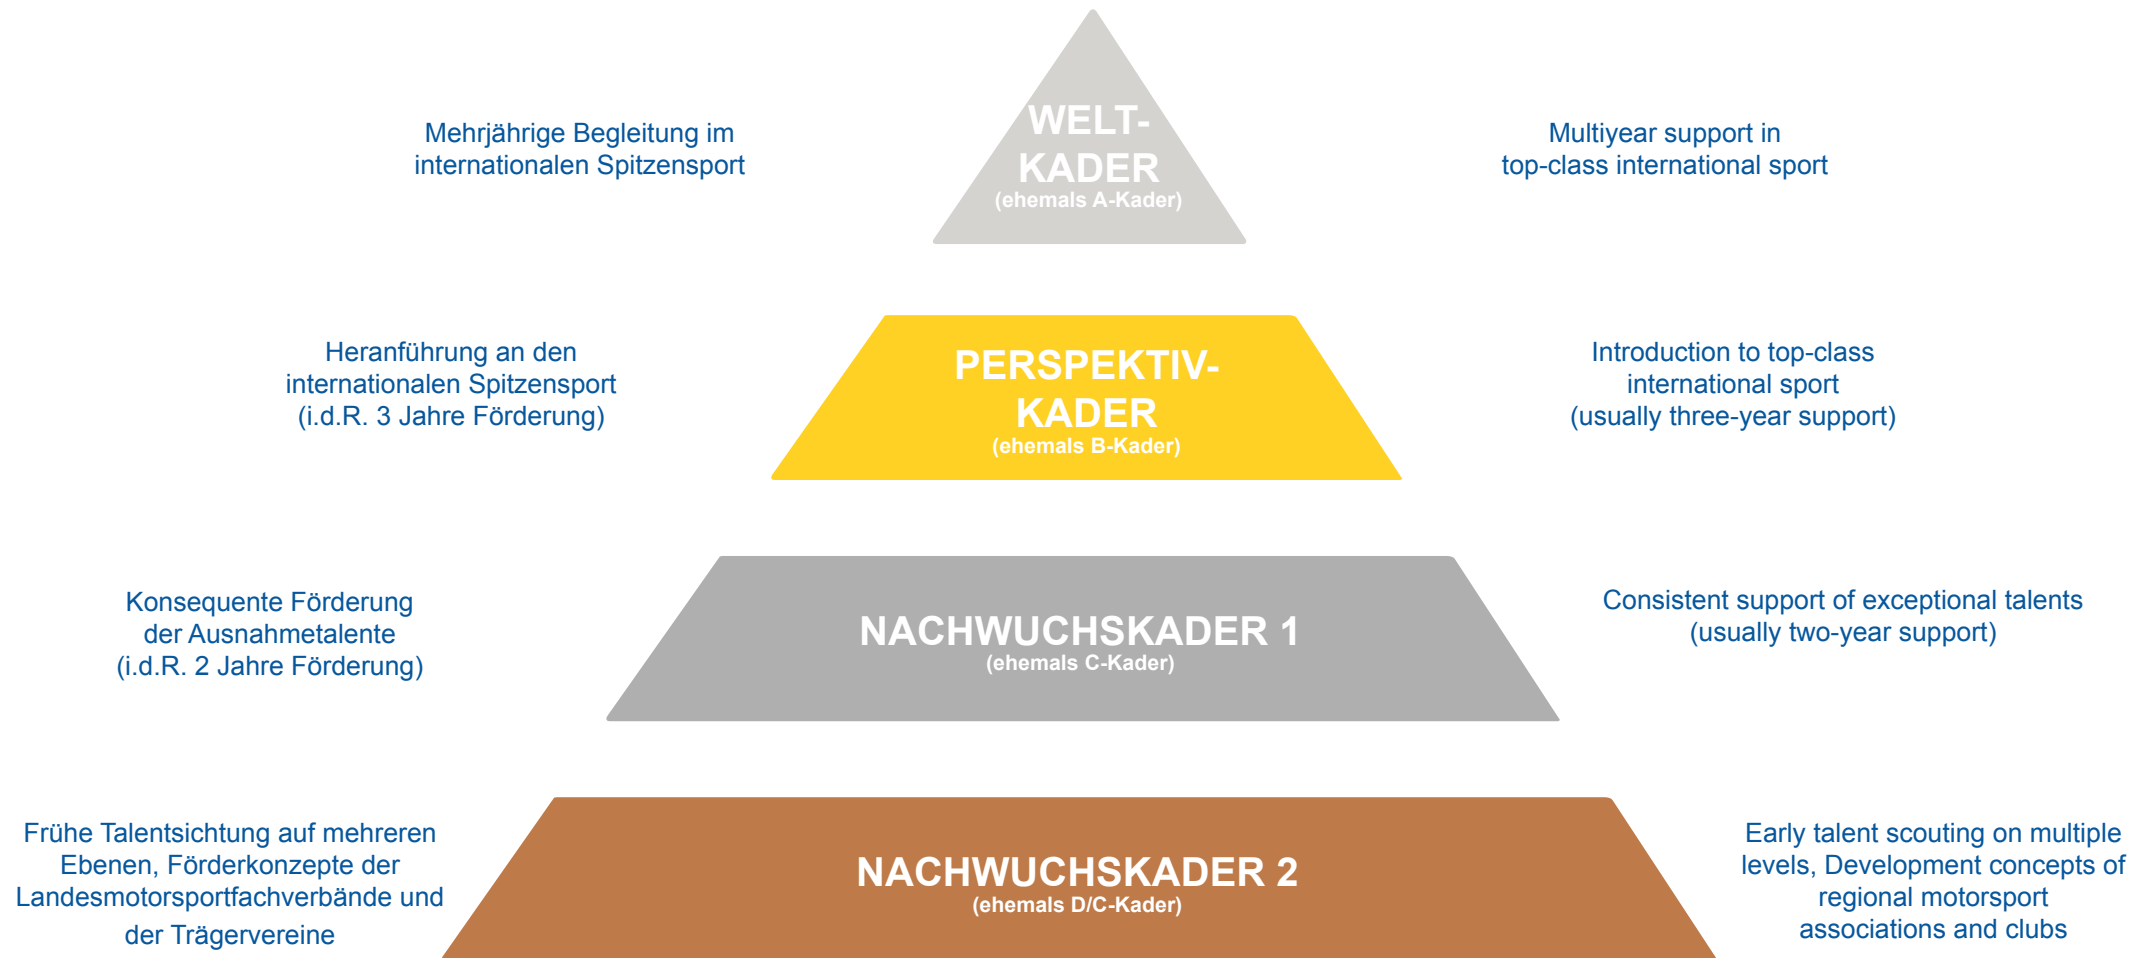 Mehrjährige Begleitung im
internationalen Spitzensport
WELT-
KADER
(ehemals A-Kader)
Multiyear support in
top-class international sport
Heranführung an den
internationalen Spitzensport
(i.d.R. 3 Jahre Förderung)
PERSPEKTIV-
KADER
(ehemals B-Kader)
Introduction to top-class
international sport
(usually three-year support)
Konsequente Förderung
der Ausnahmetalente
(i.d.R. 2 Jahre Förderung)
NACHWUCHSKADER 1
(ehemals C-Kader)
Consistent support of exceptional talents
(usually two-year support)
Frühe Talentsichtung auf mehreren
Ebenen, Förderkonzepte der
Landesmotorsportfachverbände und
der Trägervereine
NACHWUCHSKADER 2
(ehemals D/C-Kader)
Early talent scouting on multiple
levels, Development concepts of
regional motorsport
associations and clubs